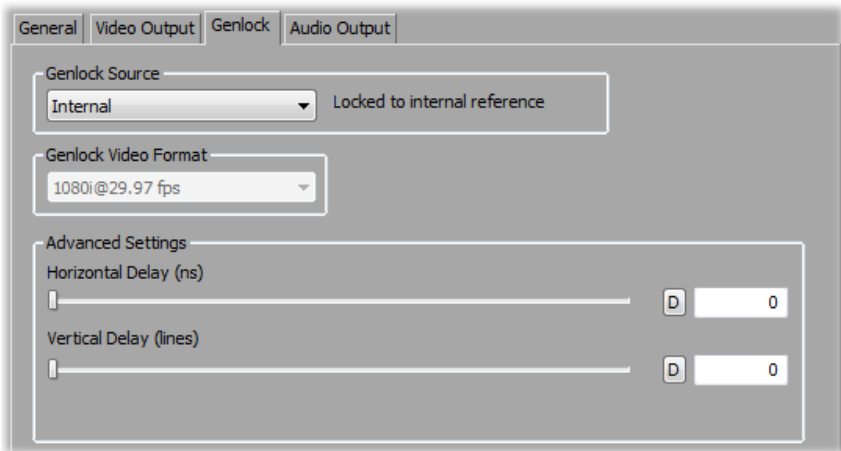 General Video Output Genlock Audio Output
Genlock Source
Internal Locked to internal reference
Genlock Video Format
1080i@29.97 fps
Advanced Settings
Horizontal Delay (ns)
D 0
Vertical Delay (lines)
D 0